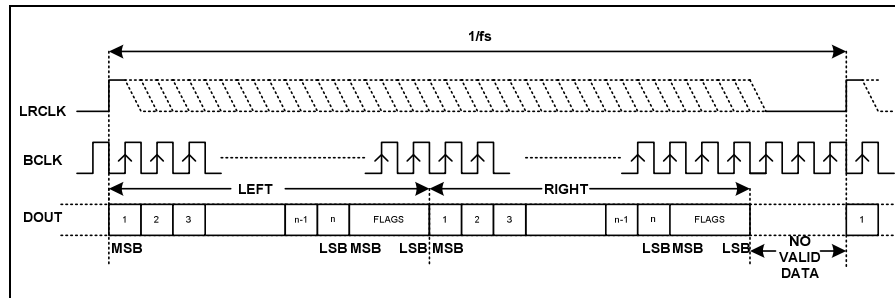 1/fs
LRCLK
BCLK
LEFT RIGHT
DOUT 1 2 3 n-1 n FLAGS 1 2 3 n-1 n FLAGS 1
MSB LSB MSB LSB MSB LSB MSB LSB NO
VALID
DATA